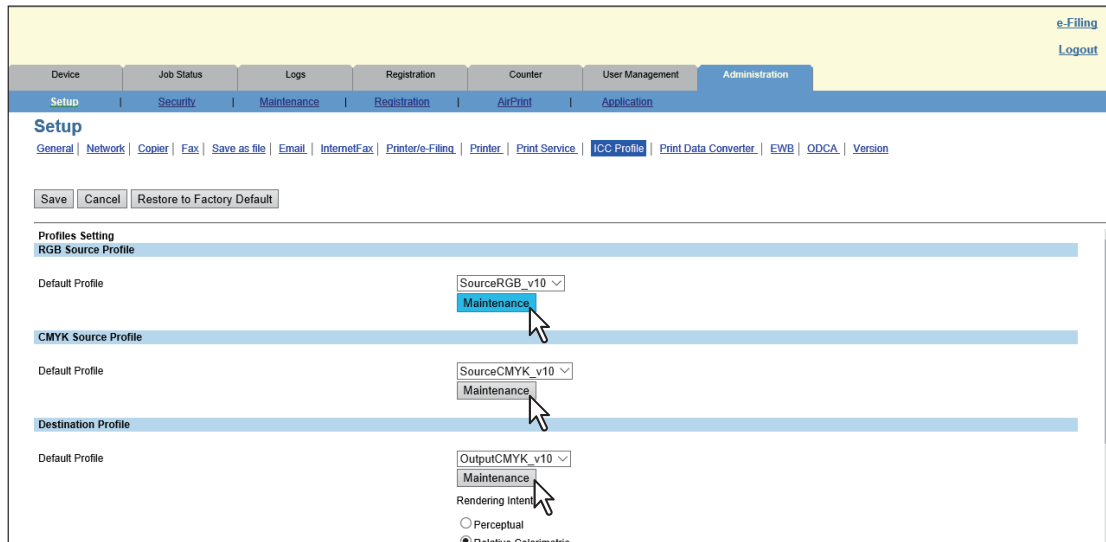 e-Filing
Logout
Device Job Status Logs Registration Counter User Management Administration
Setup | Security | Maintenance | Registration | AirPrint | Application
Setup
General | Network | Copier | Fax | Save as file | Email | InternetFax | Printer/e-Filing | Printer | Print Service | ICC Profile | Print Data Converter | EWB | ODCA | Version
Save Cancel Restore to Factory Default
Profiles Setting
RGB Source Profile
Default Profile SourceRGB_v10
Maintenance
CMYK Source Profile
Default Profile SourceCMYK_v10
Maintenance
Destination Profile
Default Profile OutputCMYK_v10
Maintenance
Rendering Intent
Perceptual
Relative Colorimetric